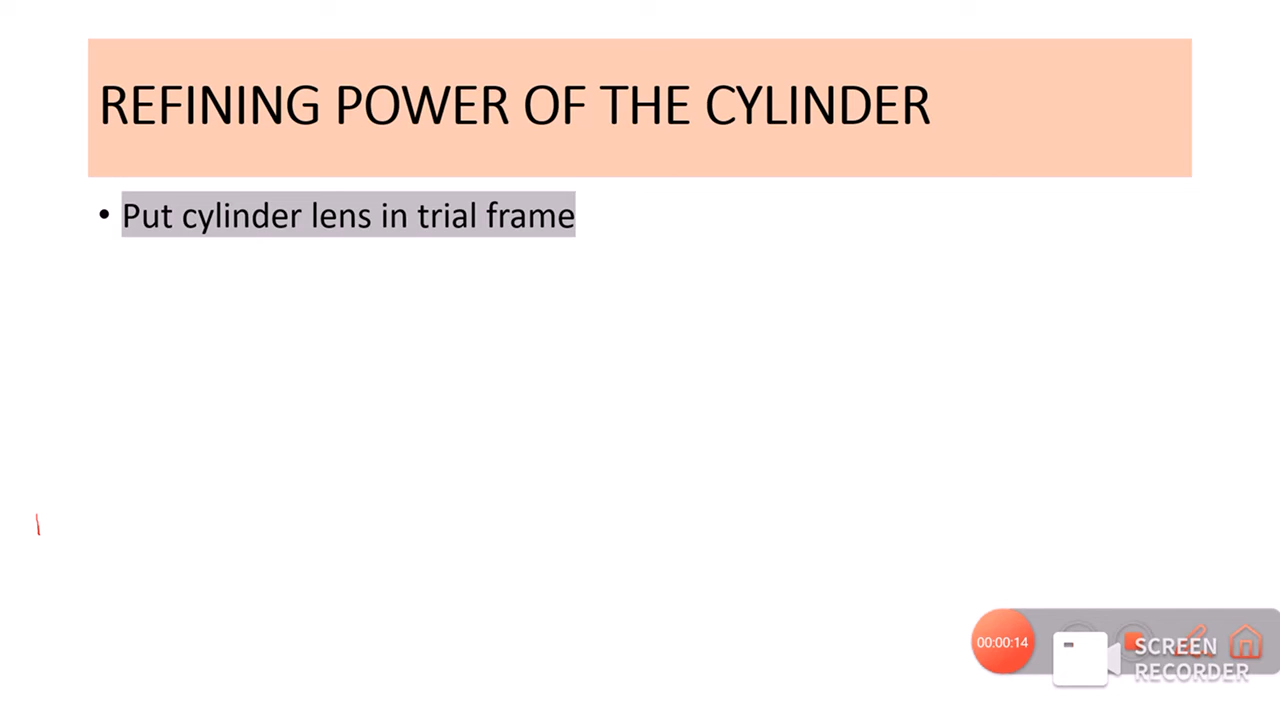 REFINING POWER OF THE CYLINDER
• Put cylinder lens in trial frame
00:00:14
SCREEN
RECORDER